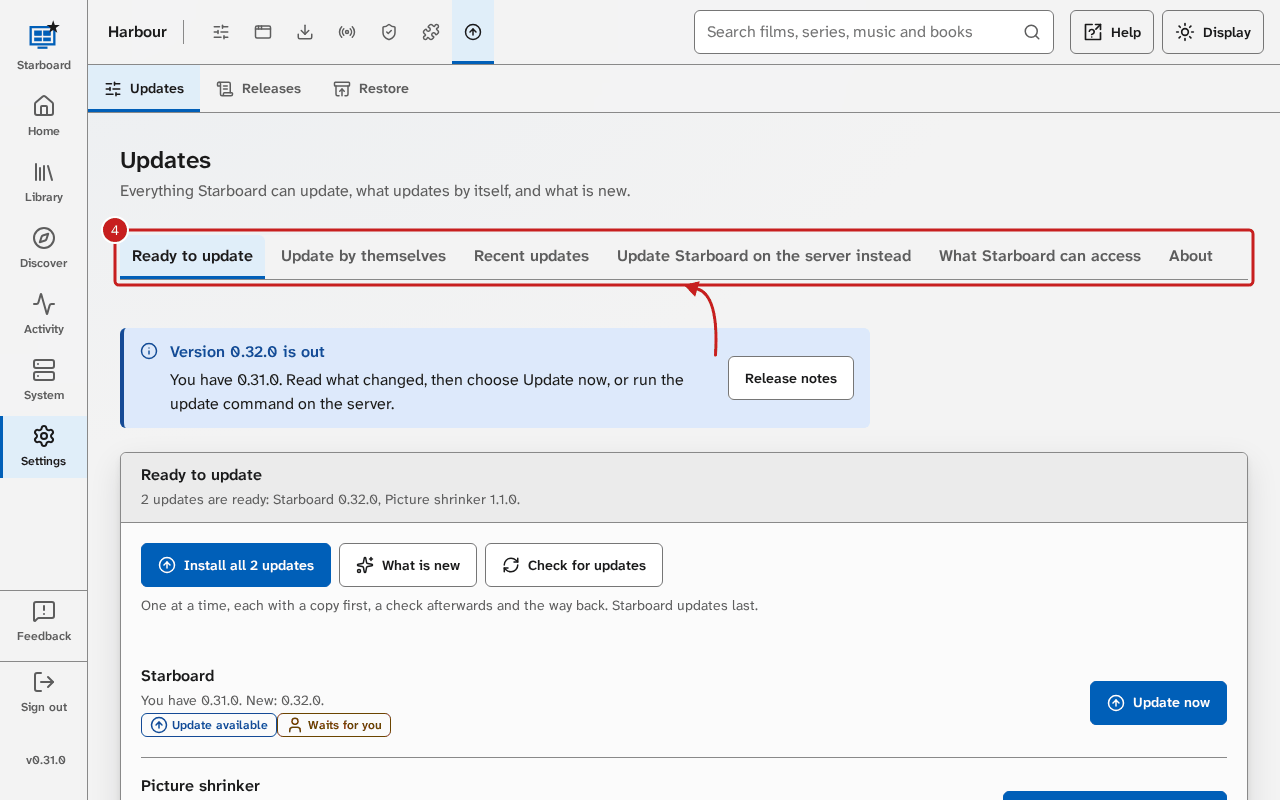 Starboard
Home
Library
Discover
Activity
System
Settings
Feedback
Sign out
v0.31.0
Harbour
Search films, series, music and books
Help
Display
Updates
Releases
Restore
Updates
Everything Starboard can update, what updates by itself, and what is new.
4
Ready to update
Update by themselves
Recent updates
Update Starboard on the server instead
What Starboard can access
About
Version 0.32.0 is out
You have 0.31.0. Read what changed, then choose Update now, or run the
update command on the server.
Release notes
Ready to update
2 updates are ready: Starboard 0.32.0, Picture shrinker 1.1.0.
Install all 2 updates
What is new
Check for updates
One at a time, each with a copy first, a check afterwards and the way back. Starboard updates last.
Starboard
You have 0.31.0. New: 0.32.0.
Update available
Waits for you
Update now
Picture shrinker